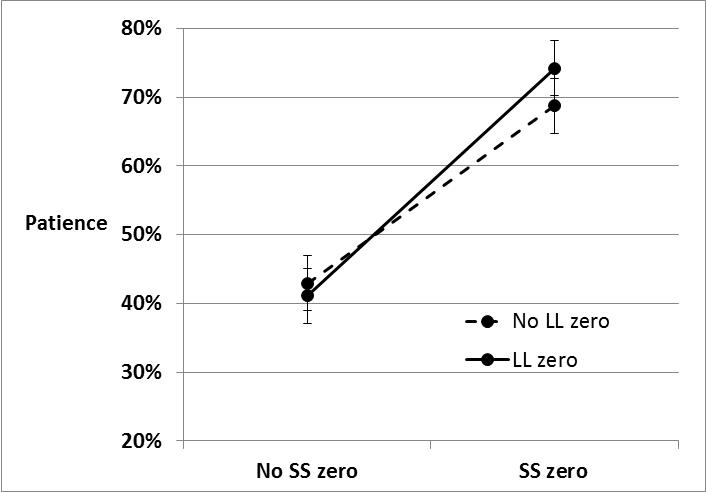 80%
70%
60%
Patience
50%
40%
No LL zero
LL zero
30%
20%
No SS zero
SS zero